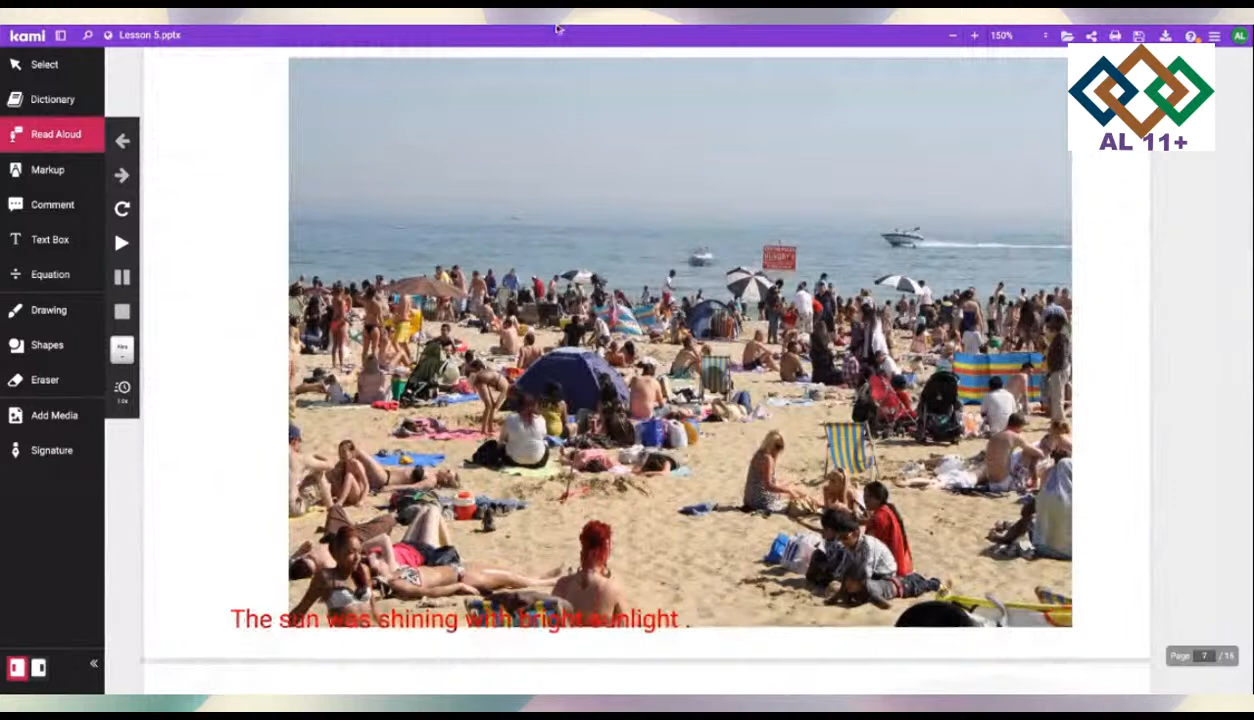 kami
Lesson 5.pptx
150%
AL
Select
Dictionary
Read Aloud
Markup
Comment
Text Box
Equation
Drawing
Shapes
Eraser
Add Media
Signature
AL 11+
The sun was shining with bright sunlight .
Page 7 / 16